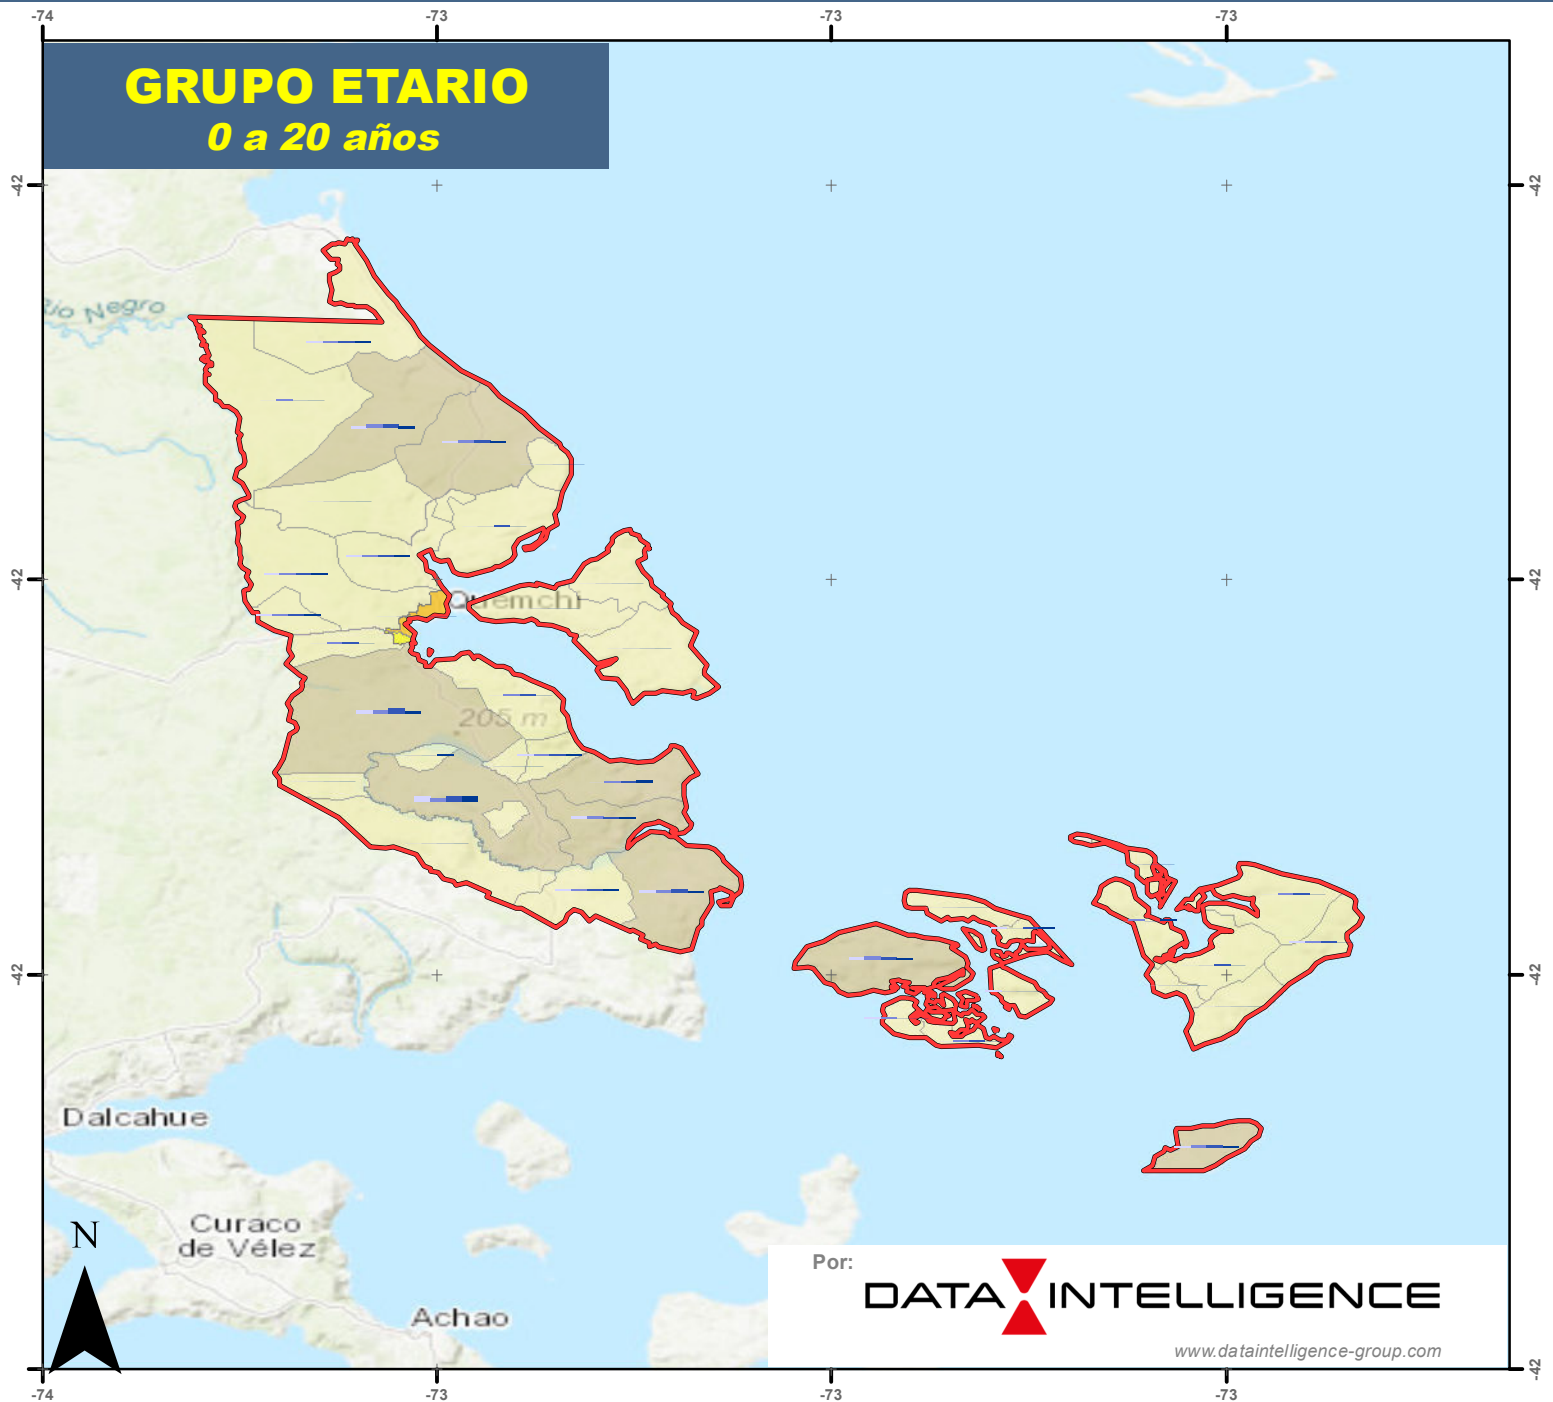 -74
-73
-73
-73
GRUPO ETARIO
0 a 20 años
-42
-42
Río Negro
-42
-42
Quemchi
205 m
-42
-42
Dalcahue
Curaco
de Vélez
N
Achao
Por:
DATA INTELLIGENCE
www.dataintelligence-group.com
-42
-74
-73
-73
-73